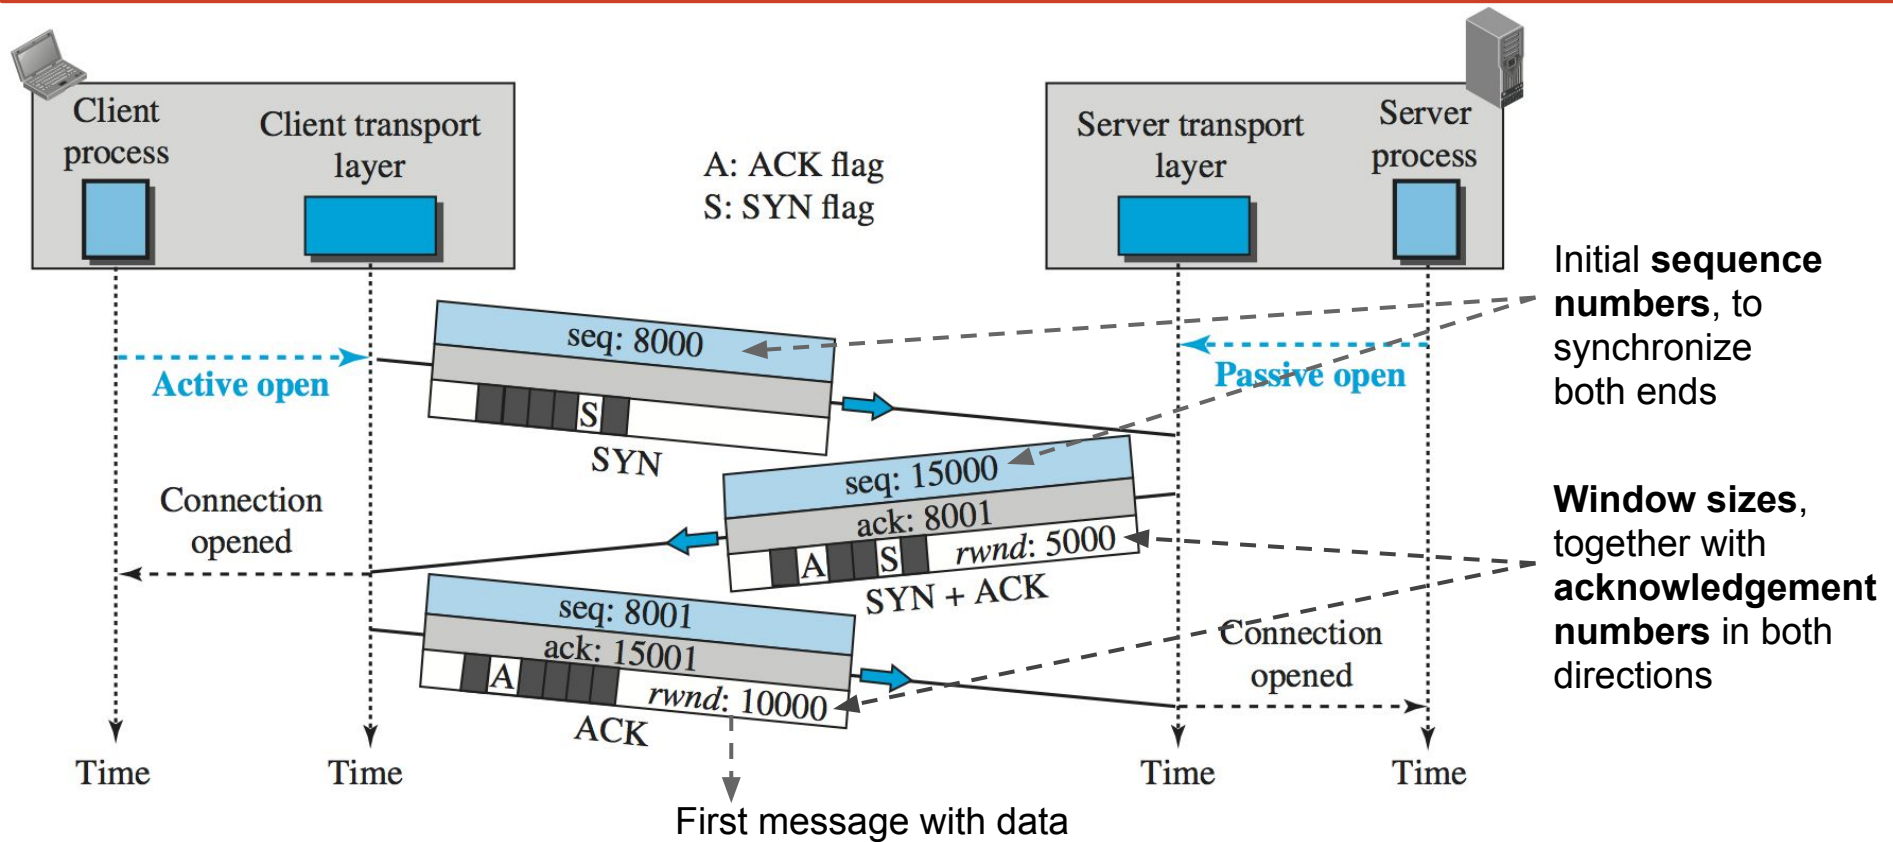 Client
process
Client transport
layer
A: ACK flag
S: SYN flag
Server transport
layer
Server
process
Initial sequence
numbers, to
synchronize
both ends
seq: 8000
S
SYN
Active open
Passive open
seq: 15000
ack: 8001
A
S
rwnd: 5000
SYN + ACK
Connection
opened
Window sizes,
together with
acknowledgement
numbers in both
directions
seq: 8001
ack: 15001
A
rwnd: 10000
ACK
Connection
opened
Time
Time
Time
Time
First message with data